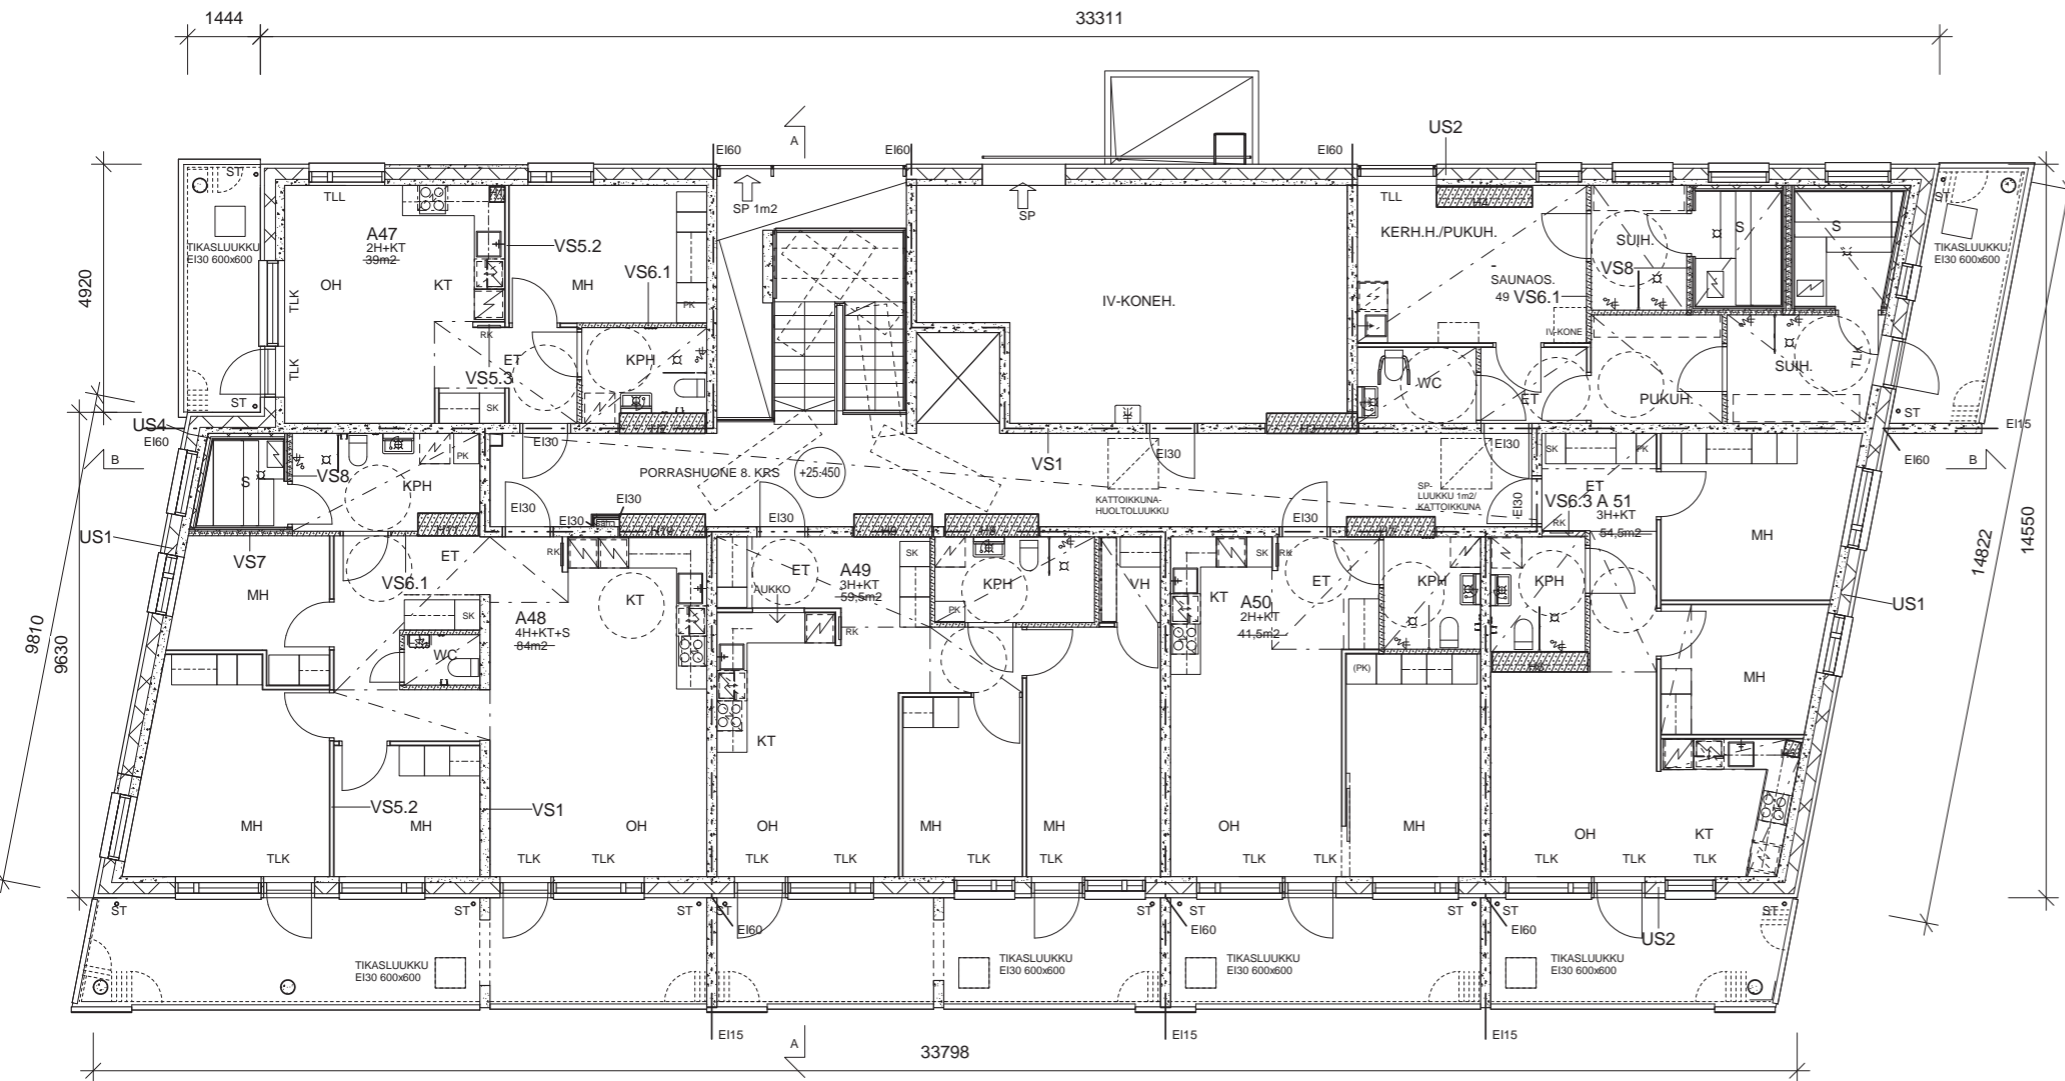 1444
33311
US2
EI60
A
EI60
EI60
ST
SP 1m2
SP
TLL
TLL
ST
A47
2H+KT
39m2
VS5.2
VS6.1
KERH.H./PUKUH.
SUIH.
S
S
TIKASLUUKKU
EI30 600x600
TIKASLUUKKU
EI30 600x600
VS8
4920
TLK
OH
KT
MH
PK
IV-KONEH.
SAUNAOS.
49 VS6.1
IV-KONE
RK
ET
KPH
TLK
VS5.3
SUIH.
TLK
WC
ET
PUKUH.
ST
SK
ST
US4
EI60
EI15
EI60
B
B
EI30
EI30
EI30
VS1
VS8
PK
S
KPH
PORRASHUONE 8. KRS
+25:450
KATTOIKKUNA-
HUOLTOLUUKKU
SP-
LUUKKU 1m2/
KATTOIKKUNA
EI30
SK
PK
ET
VS6.3 A 51
3H+KT
54,5m2
RK
EI30
EI30
EI30
EI30
H11
H10
US1
VS7
ET
VS6.1
MH
SK
WC
RK
KT
A48
4H+KT+S
84m2
ET
AUKKO
A49
3H+KT
59,5m2
SK
RK
KPH
PK
VH
SK
RK
KT
A50
2H+KT
41,5m2
ET
KPH
KPH
MH
US1
14822
14550
9810
9630
(PK)
MH
KT
VS5.2
VS1
MH
MH
OH
OH
MH
MH
OH
MH
OH
KT
TLK
TLK
TLK
TLK
TLK
TLK
TLK
TLK
TLK
TLK
TLK
TLK
ST
ST
ST
ST
ST
ST
ST
ST
ST
EI60
EI60
EI60
US2
TIKASLUUKKU
EI30 600x600
TIKASLUUKKU
EI30 600x600
TIKASLUUKKU
EI30 600x600
TIKASLUUKKU
EI30 600x600
EI15
EI15
EI15
A
33798